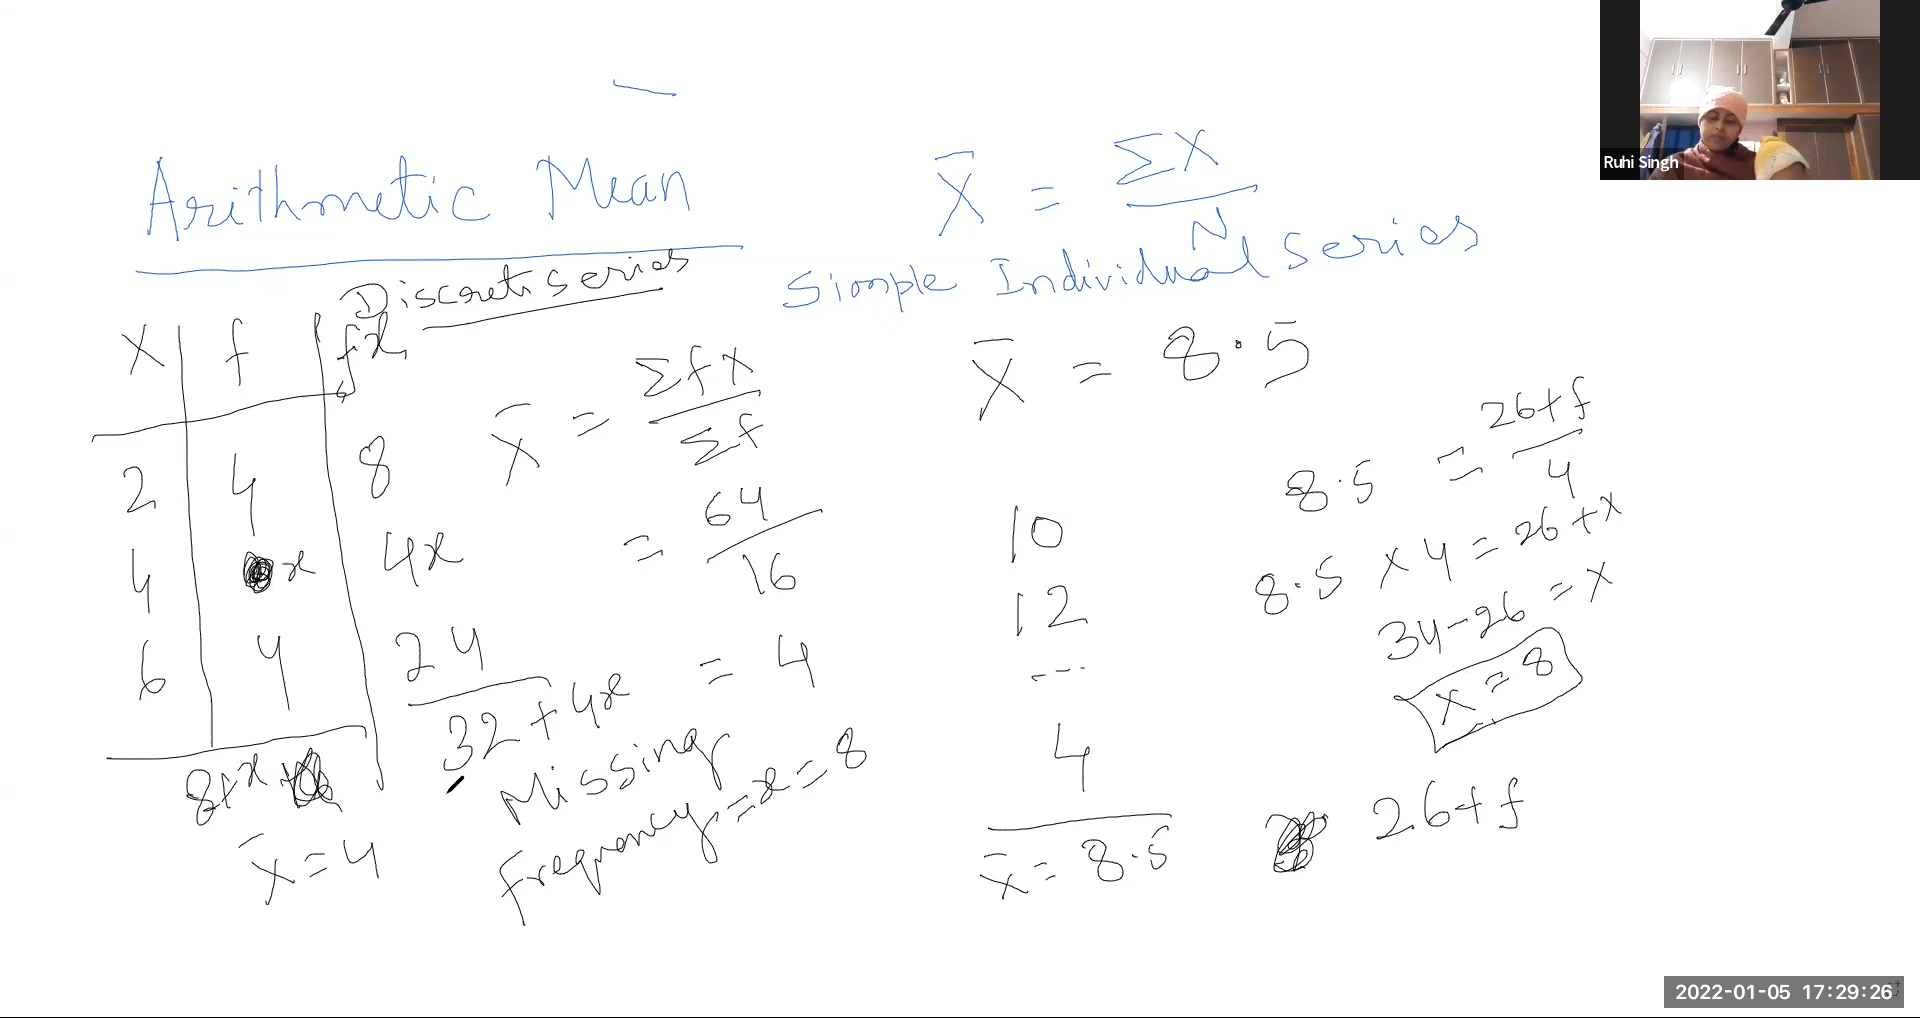 Ruhi Singh
Arithmetic Mean
X̄ = ΣX / N
Simple Individual Series
Discrete series
X f fx
2 4 8
4 x 4x
6 4 24
8+x 32 + 4x
X̄ = 4
X̄ = Σfx / Σf
= 64 / 16
= 4
Missing
frequency = x = 8
X̄ = 8.5
10
12
---
4
X̄ = 8.5
26+f
8.5 = 26+f / 4
8.5 x 4 = 26 + x
34-26 = x
x = 8
2022-01-05 17:29:26